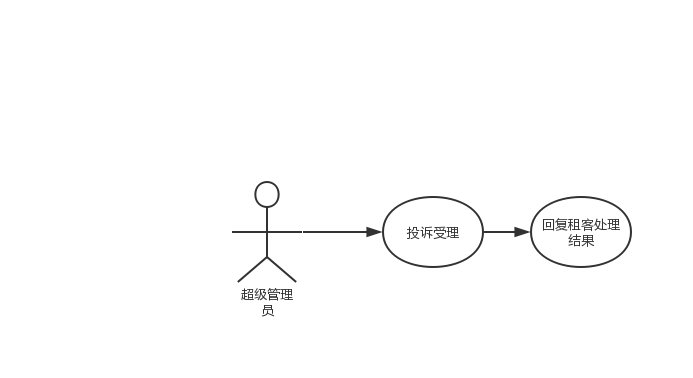 超级管理
员
投诉受理
回复租客处理
结果